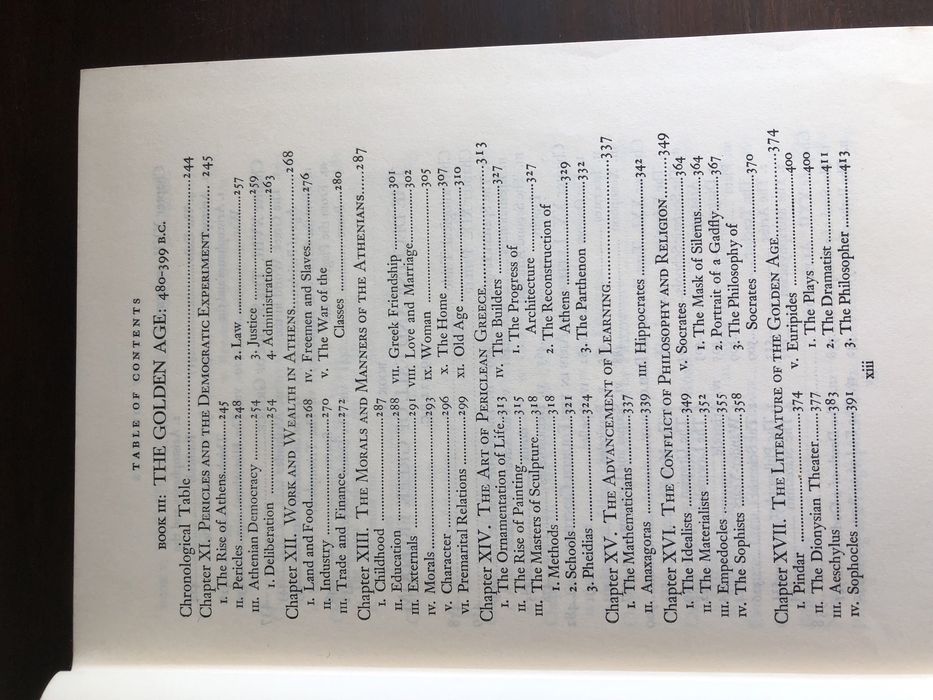 TABLE OF CONTENTS
BOOK III: THE GOLDEN AGE: 480-399 B.C.
Chronological Table ........ 244
Chapter XI. Pericles and the Democratic Experiment ...... 245
I. The Rise of Athens ...... 245
II. Pericles ...... 248
III. Athenian Democracy ...... 254
1. Deliberation ...... 254
2. Law ...... 257
3. Justice ...... 259
4. Administration ...... 263
Chapter XII. Work and Wealth in Athens ...... 268
I. Land and Food ...... 268
II. Industry ...... 270
III. Trade and Finance ...... 272
IV. Freemen and Slaves ...... 276
V. The War of the
Classes ...... 280
Chapter XIII. The Morals and Manners of the Athenians ...... 287
I. Childhood ...... 287
II. Education ...... 288
III. Externals ...... 291
IV. Morals ...... 293
V. Character ...... 296
VI. Premarital Relations ...... 299
VII. Greek Friendship ...... 301
VIII. Love and Marriage ...... 302
IX. Woman ...... 305
X. The Home ...... 307
XI. Old Age ...... 310
Chapter XIV. The Art of Periclean Greece ...... 313
I. The Ornamentation of Life ...... 313
II. The Rise of Painting ...... 315
III. The Masters of Sculpture ...... 318
1. Methods ...... 318
2. Schools ...... 321
3. Pheidias ...... 324
IV. The Builders ...... 327
1. The Progress of
Architecture ...... 327
2. The Reconstruction of
Athens ...... 329
3. The Parthenon ...... 332
Chapter XV. The Advancement of Learning ...... 337
I. The Mathematicians ...... 337
II. Anaxagoras ...... 339
III. Hippocrates ...... 342
Chapter XVI. The Conflict of Philosophy and Religion ...... 349
I. The Idealists ...... 349
II. The Materialists ...... 352
III. Empedocles ...... 355
IV. The Sophists ...... 358
V. Socrates ...... 364
1. The Mask of Silenus ...... 364
2. Portrait of a Gadfly ...... 367
3. The Philosophy of
Socrates ...... 370
Chapter XVII. The Literature of the Golden Age ...... 374
I. Pindar ...... 374
II. The Dionysian Theater ...... 377
III. Aeschylus ...... 383
IV. Sophocles ...... 391
V. Euripides ...... 400
1. The Plays ...... 400
2. The Dramatist ...... 411
3. The Philosopher ...... 413
xiii